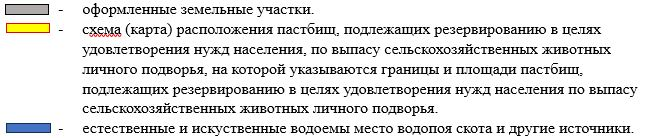 - оформленные земельные участки.
- схема (карта) расположения пастбищ, подлежащих резервированию в целях
удовлетворения нужд населения, по выпасу сельскохозяйственных животных
личного подворья, на которой указываются границы и площади пастбищ,
подлежащих резервированию в целях удовлетворения нужд населения по выпасу
сельскохозяйственных животных личного подворья.
- естественные и искуственные водоемы место водопоя скота и другие источники.